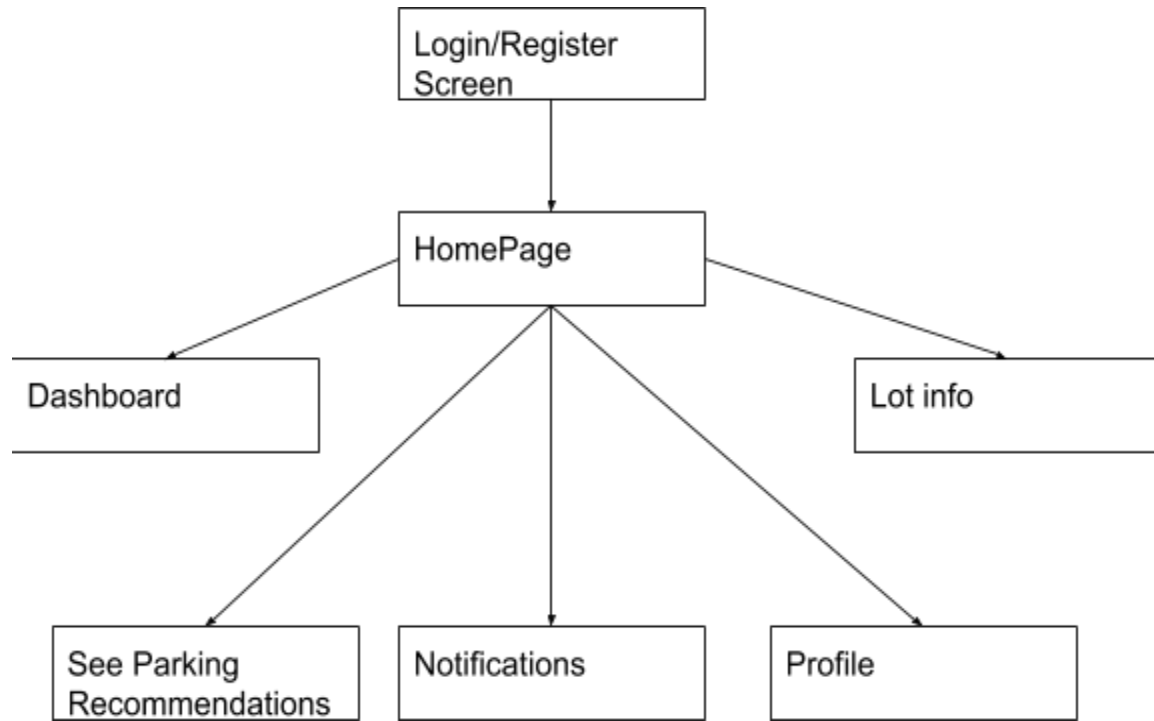 Login/Register
Screen
HomePage
Dashboard
Lot info
See Parking
Recommendations
Notifications
Profile